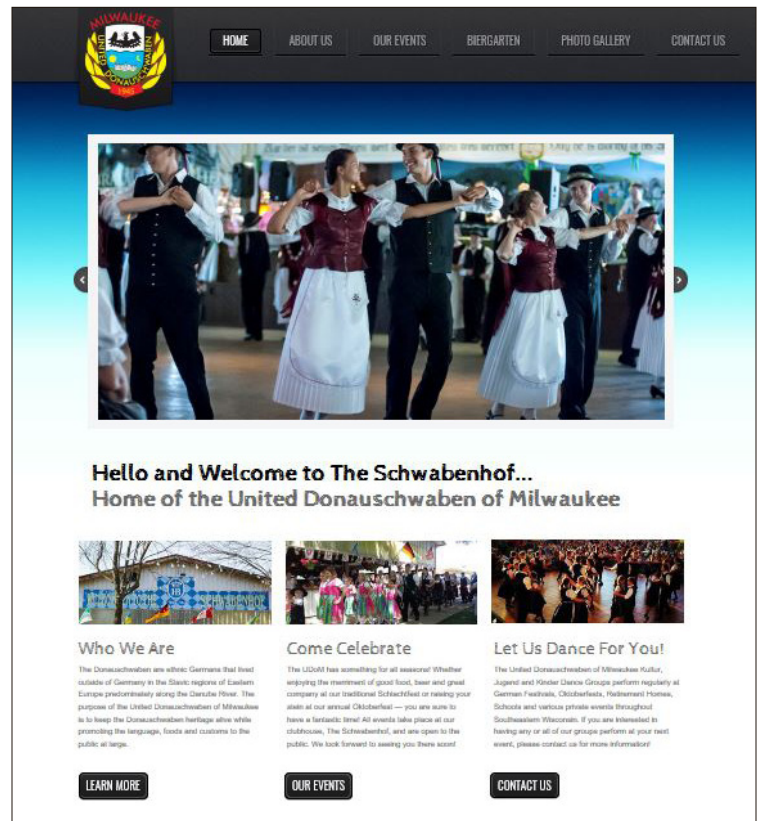 MILWAUKEE
UNITED DONAUSCHWABEN
1945
HOME ABOUT US OUR EVENTS BIERGARTEN PHOTO GALLERY CONTACT US
Hello and Welcome to The Schwabenhof...
Home of the United Donauschwaben of Milwaukee
SCHWABENHOF
Who We Are
The Donauschwaben are ethnic Germans that lived
outside of Germany in the Slavic regions of Eastern
Europe predominately along the Danube River. The
purpose of the United Donauschwaben of Milwaukee
is to keep the Donauschwaben heritage alive while
promoting the language, foods and customs to the
public at large.
LEARN MORE
Come Celebrate
The UDoM has something for all seasons! Whether
enjoying the merriment of good food, beer and great
company at our traditional Schlachtfest or raising your
stein at our annual Oktoberfest — you are sure to
have a fantastic time! All events take place at our
clubhouse, The Schwabenhof, and are open to the
public. We look forward to seeing you there soon!
OUR EVENTS
Let Us Dance For You!
The United Donauschwaben of Milwaukee Kultur,
Jugend and Kinder Dance Groups perform regularly at
German Festivals, Oktoberfests, Retirement Homes,
Schools and various private events throughout
Southeastern Wisconsin. If you are interested in
having any or all of our groups perform at your next
event, please contact us for more information!
CONTACT US